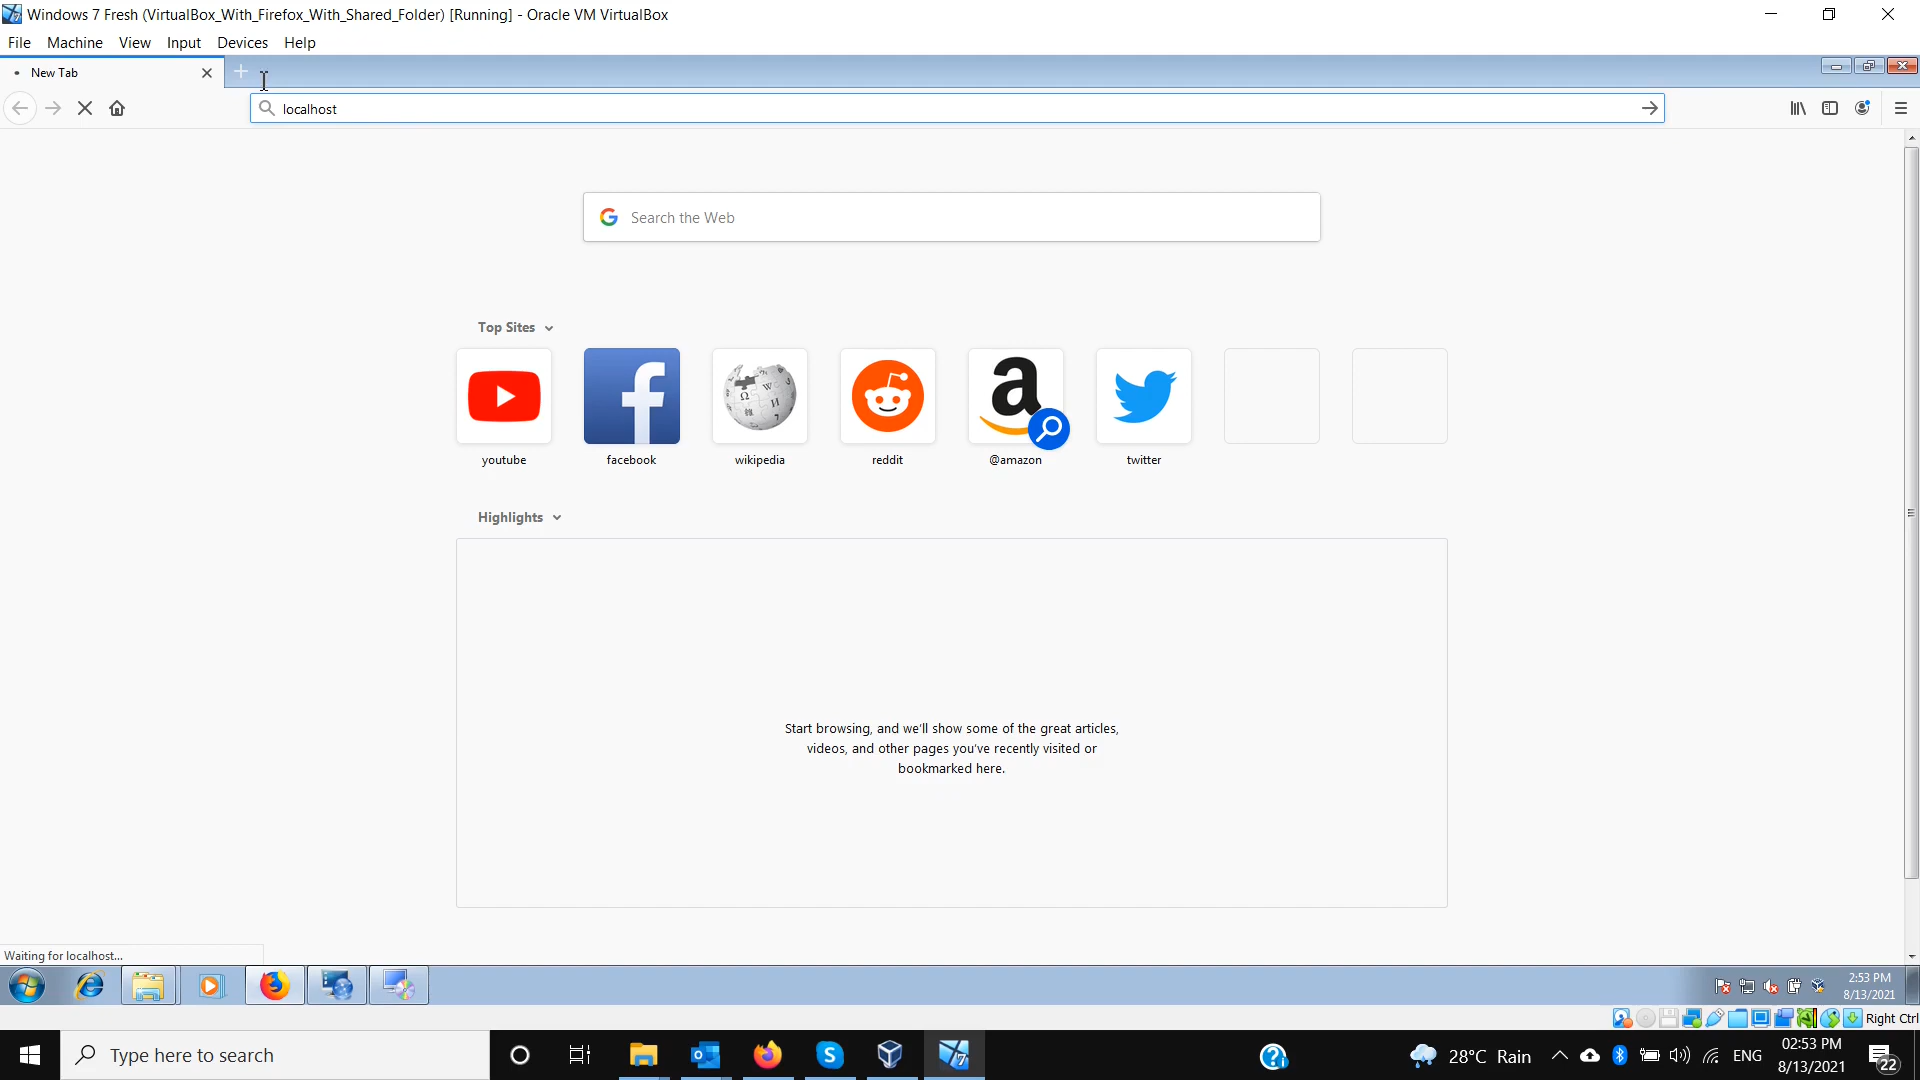 Windows 7 Fresh (VirtualBox_With_Firefox_With_Shared_Folder) [Running] - Oracle VM VirtualBox
File Machine View Input Devices Help
New Tab
localhost
Search the Web
Top Sites
youtube facebook wikipedia reddit @amazon twitter
Highlights
Start browsing, and we'll show some of the great articles,
videos, and other pages you've recently visited or
bookmarked here.
Waiting for localhost...
2:53 PM
8/13/2021
Right Ctrl
Type here to search
28°C Rain
ENG
02:53 PM
8/13/2021
22